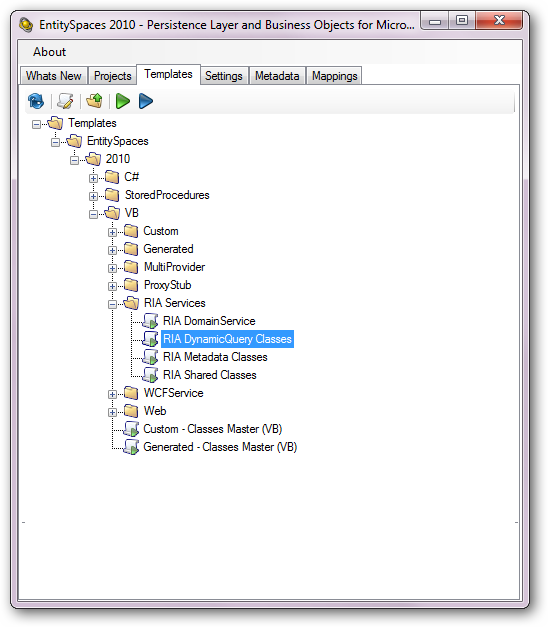 EntitySpaces 2010 - Persistence Layer and Business Objects for Micro...
About
Whats New Projects Templates Settings Metadata Mappings
Templates
EntitySpaces
2010
C#
StoredProcedures
VB
Custom
Generated
MultiProvider
ProxyStub
RIA Services
RIA DomainService
RIA DynamicQuery Classes
RIA Metadata Classes
RIA Shared Classes
WCFService
Web
Custom - Classes Master (VB)
Generated - Classes Master (VB)